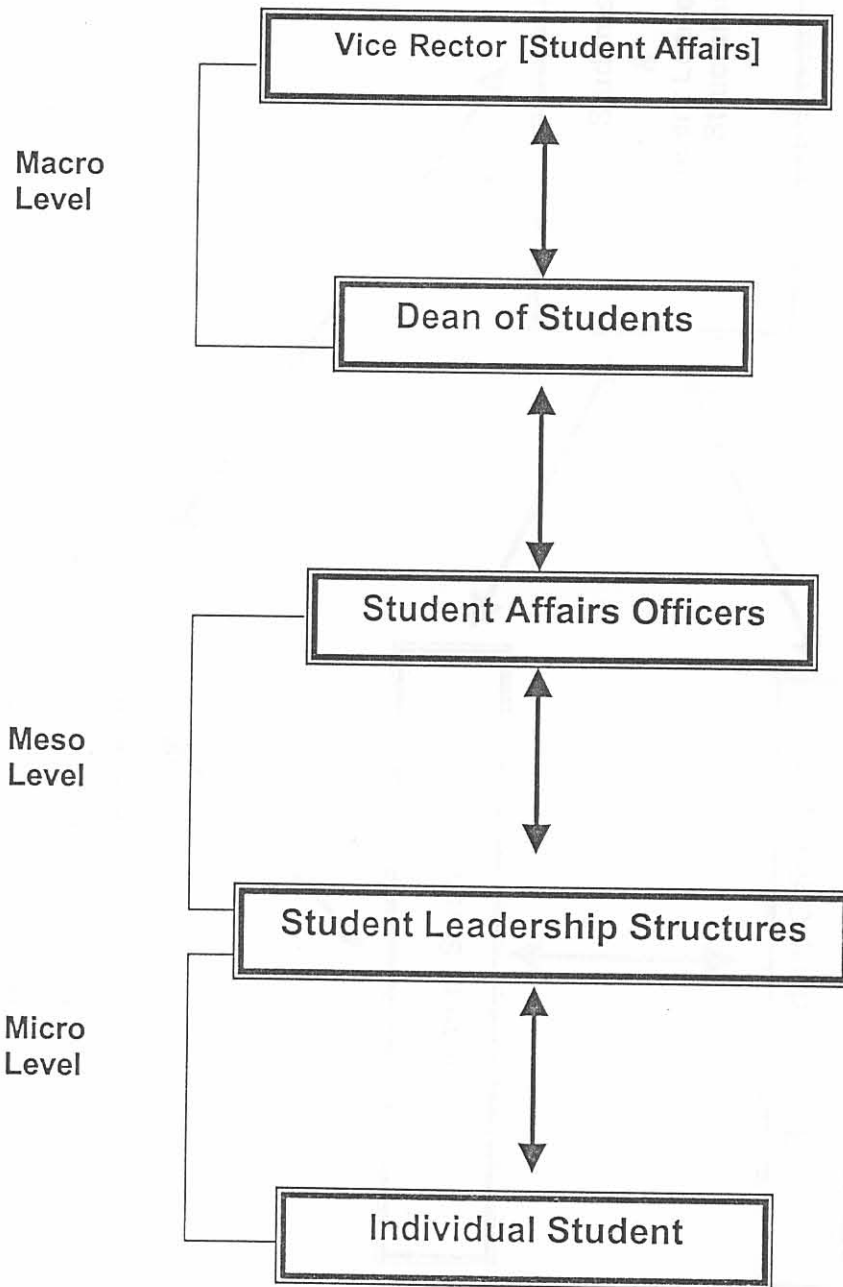 Vice Rector [Student Affairs]
Macro
Level
Dean of Students
Student Affairs Officers
Meso
Level
Student Leadership Structures
Micro
Level
Individual Student